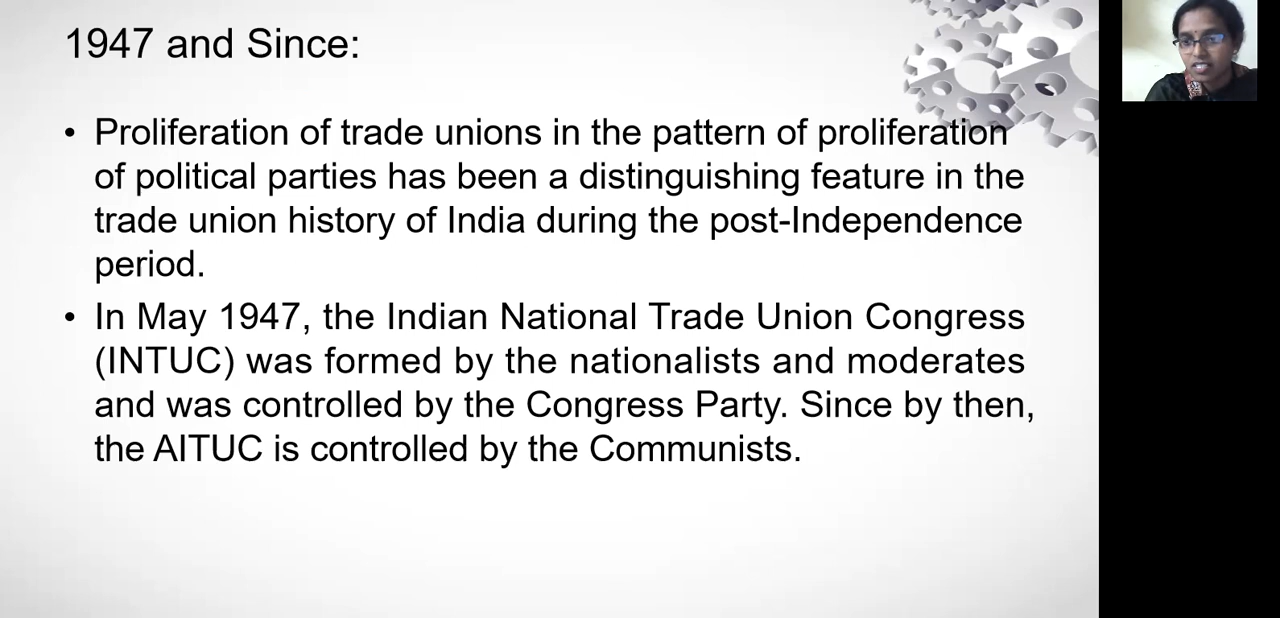 1947 and Since:
• Proliferation of trade unions in the pattern of proliferation
of political parties has been a distinguishing feature in the
trade union history of India during the post-Independence
period.
• In May 1947, the Indian National Trade Union Congress
(INTUC) was formed by the nationalists and moderates
and was controlled by the Congress Party. Since by then,
the AITUC is controlled by the Communists.